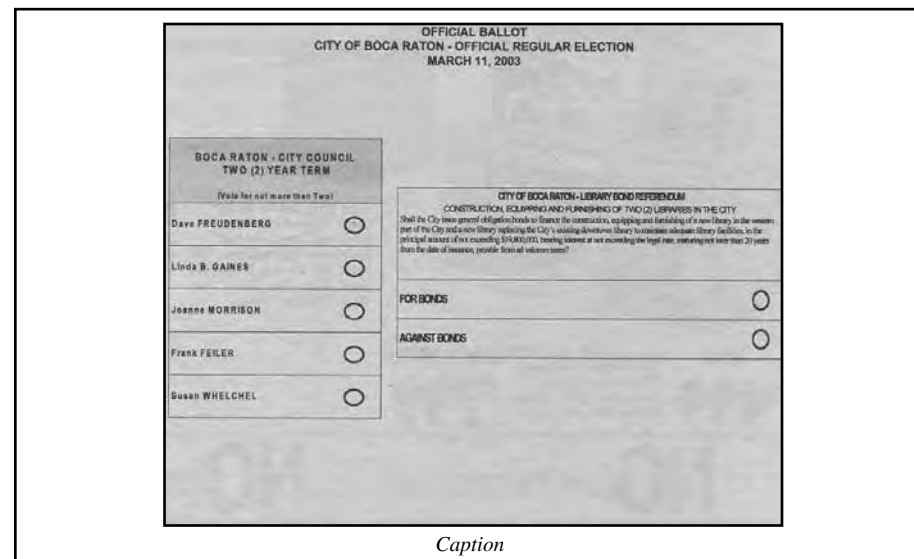 OFFICIAL BALLOT
CITY OF BOCA RATON - OFFICIAL REGULAR ELECTION
MARCH 11, 2003
BOCA RATON - CITY COUNCIL
TWO (2) YEAR TERM
(Vote for not more than Two)
Dave FREUDENBERG
Linda B. GAINES
Joanne MORRISON
Frank FEILER
Susan WHELCHEL
CITY OF BOCA RATON - LIBRARY BOND REFERENDUM
CONSTRUCTION, EQUIPPING AND FURNISHING OF TWO (2) LIBRARIES IN THE CITY
Shall the City issue general obligation bonds to finance the construction, equipping and furnishing of a new library in the western
part of the City and a new library replacing the City's existing downtown library to maintain adequate library facilities, in the
principal amount of not exceeding bearing interest at not exceeding the legal rate, maturing not later than 20 years
from the date of issuance, payable from ad valorem taxes?
FOR BONDS
AGAINST BONDS
Caption